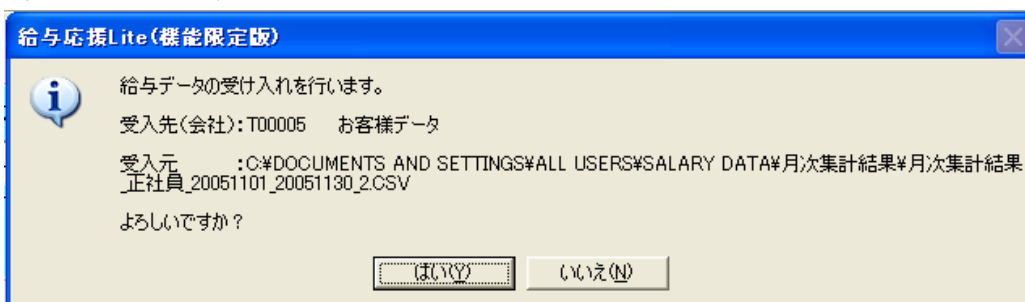 給与応援Lite(機能限定版)
給与データの受け入れを行います。
受入先(会社):T00005 お客様データ
受入元 :C:¥DOCUMENTS AND SETTINGS¥ALL USERS¥SALARY DATA¥月次集計結果¥月次集計結果
_正社員_20051101_20051130_2.CSV
よろしいですか?
はい(Y) いいえ(N)